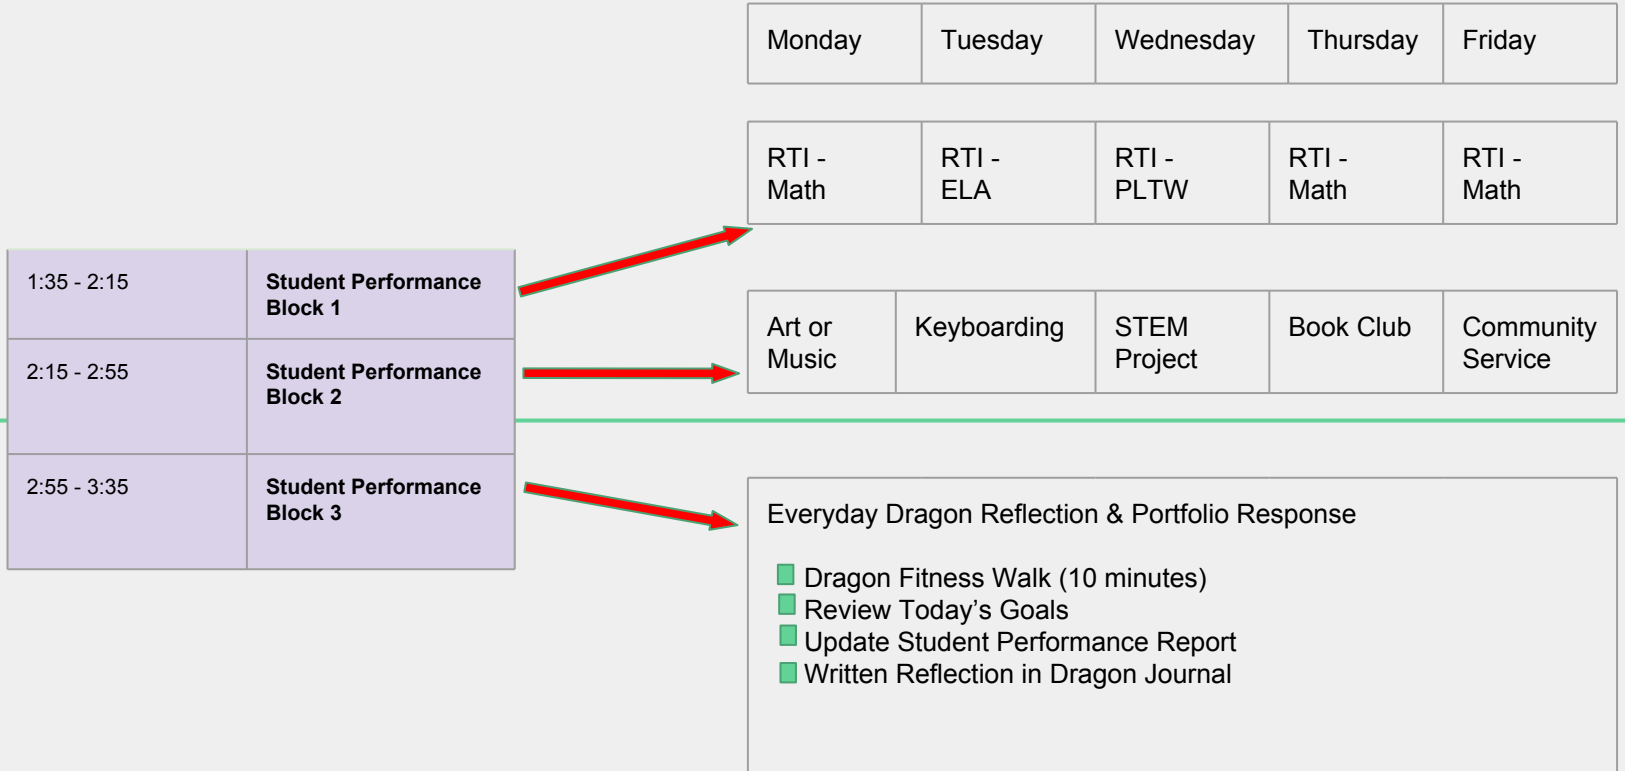 Monday Tuesday Wednesday Thursday Friday
RTI - RTI - RTI - RTI - RTI -
Math ELA PLTW Math Math
1:35 - 2:15 Student Performance
Block 1
Art or Keyboarding STEM Book Club Community
Music Project Service
2:15 - 2:55 Student Performance
Block 2
2:55 - 3:35 Student Performance
Block 3
Everyday Dragon Reflection & Portfolio Response
Dragon Fitness Walk (10 minutes)
Review Today’s Goals
Update Student Performance Report
Written Reflection in Dragon Journal